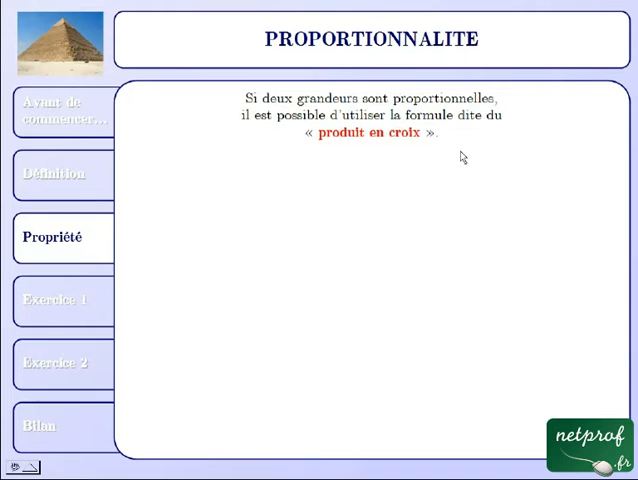 PROPORTIONNALITE
Avant de
commencer...
Définition
Propriété
Exercice 1
Exercice 2
Bilan
Si deux grandeurs sont proportionnelles,
il est possible d'utiliser la formule dite du
« produit en croix ».
netprof
.fr